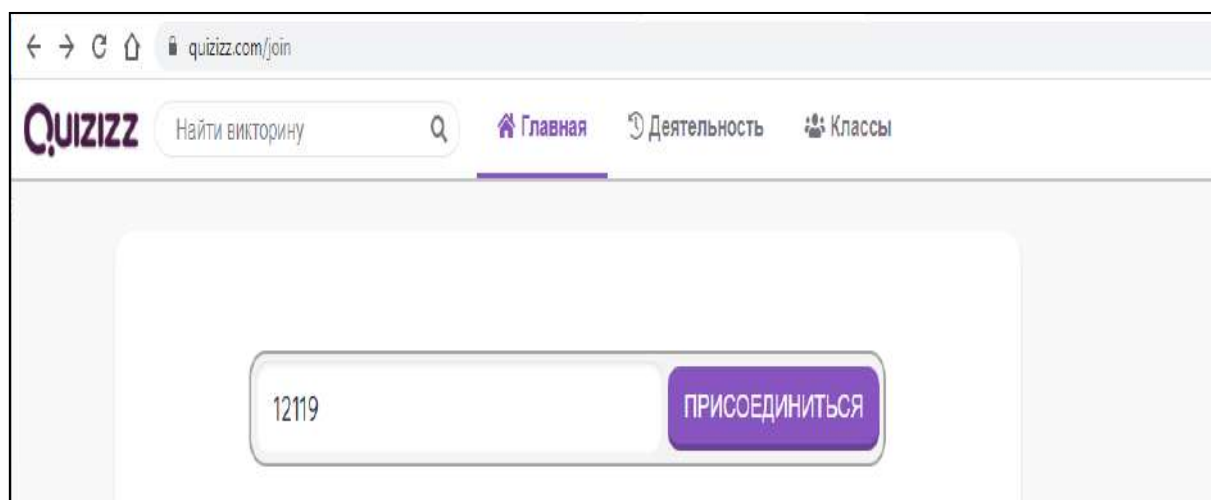 quizizz.com/join
QUIZIZZ Найти викторину Главная Деятельность Классы
12119 ПРИСОЕДИНИТЬСЯ